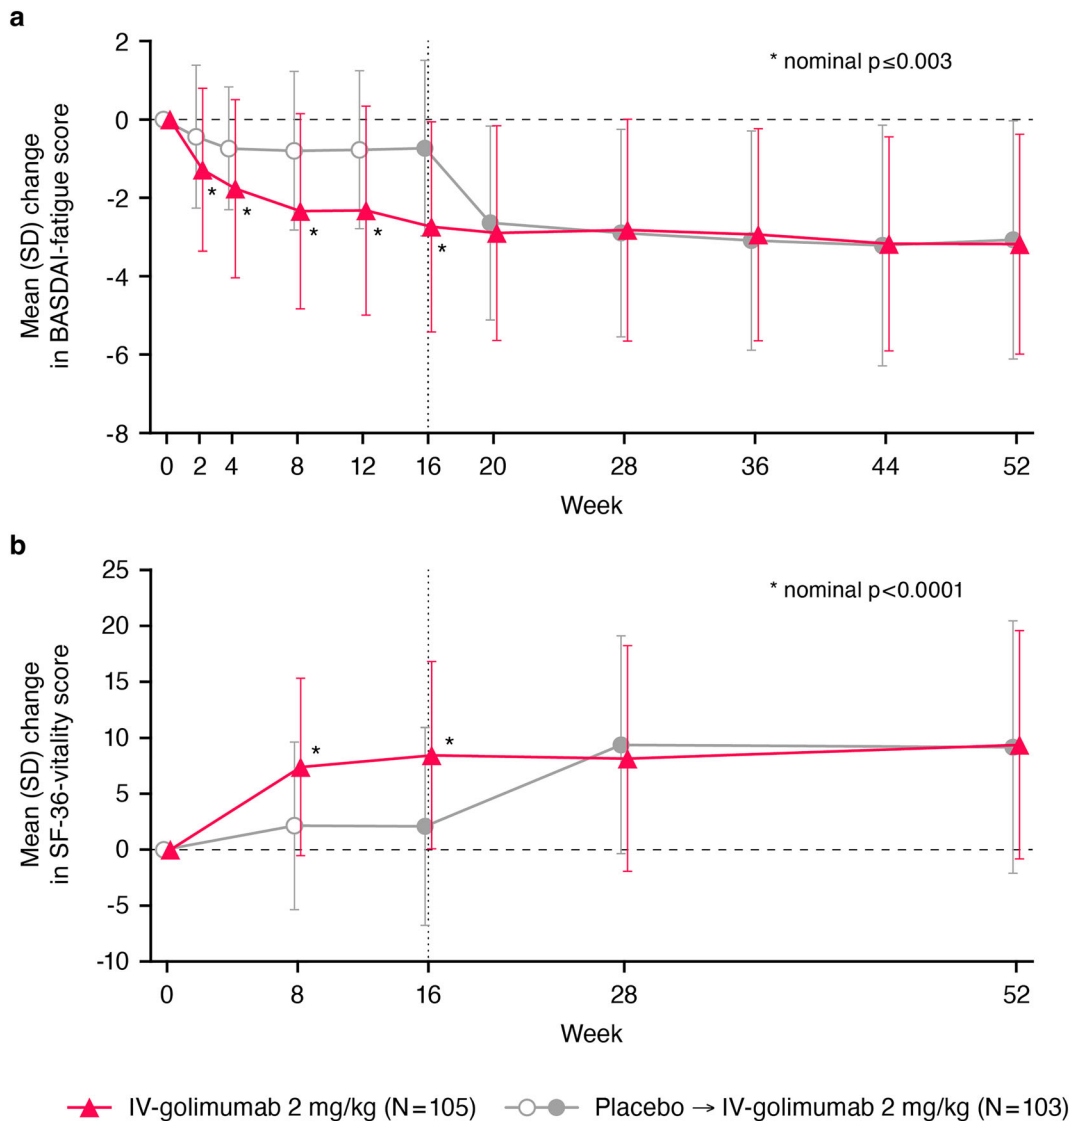 a
* nominal p≤0.003
Mean (SD) change
in BASDAI-fatigue score
2
0
-2
-4
-6
-8
0 2 4 8 12 16 20 28 36 44 52
Week
* * * * *
b
* nominal p<0.0001
Mean (SD) change
in SF-36-vitality score
25
20
15
10
5
0
-5
-10
* *
0 8 16 28 52
Week
IV-golimumab 2 mg/kg (N=105) Placebo → IV-golimumab 2 mg/kg (N=103)